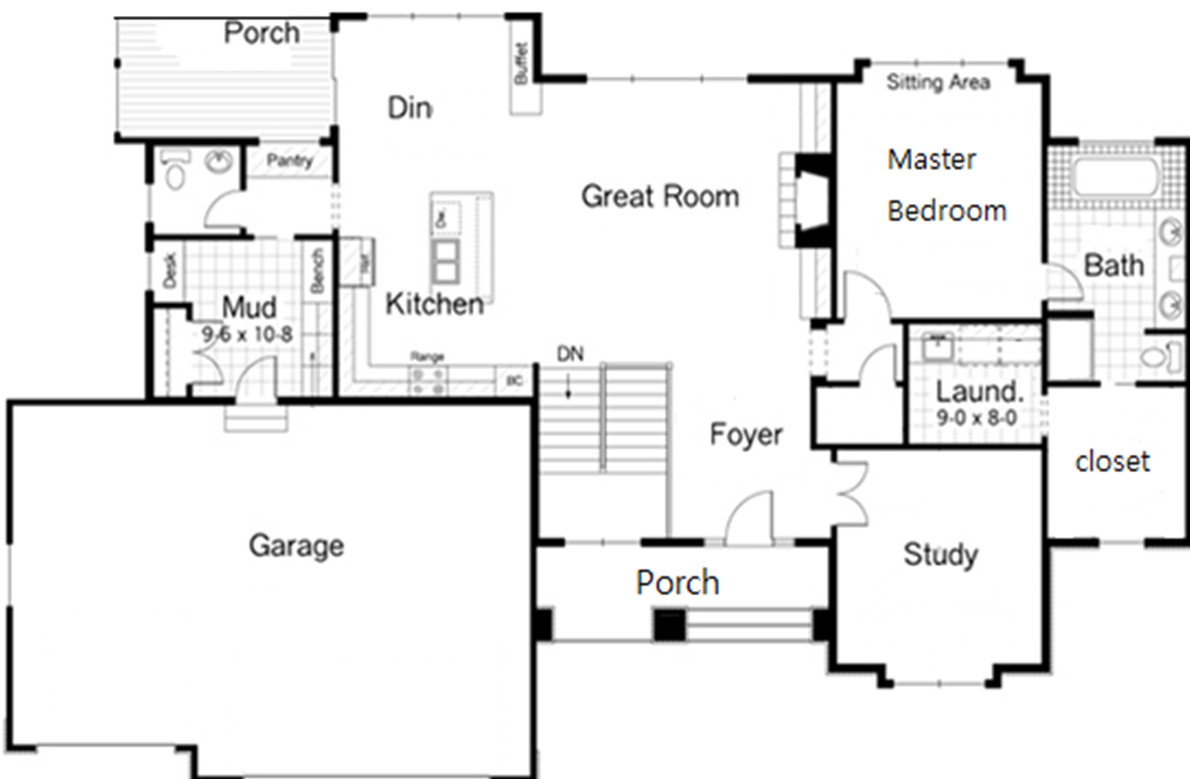 Porch
Din
Buffet
Sitting Area
Pantry
Great Room
Master
Bedroom
Desk
Bench
Mud
9-6 x 10-8
Kitchen
Bath
Range
BC
DN
Laund.
9-0 x 8-0
Foyer
closet
Garage
Study
Porch